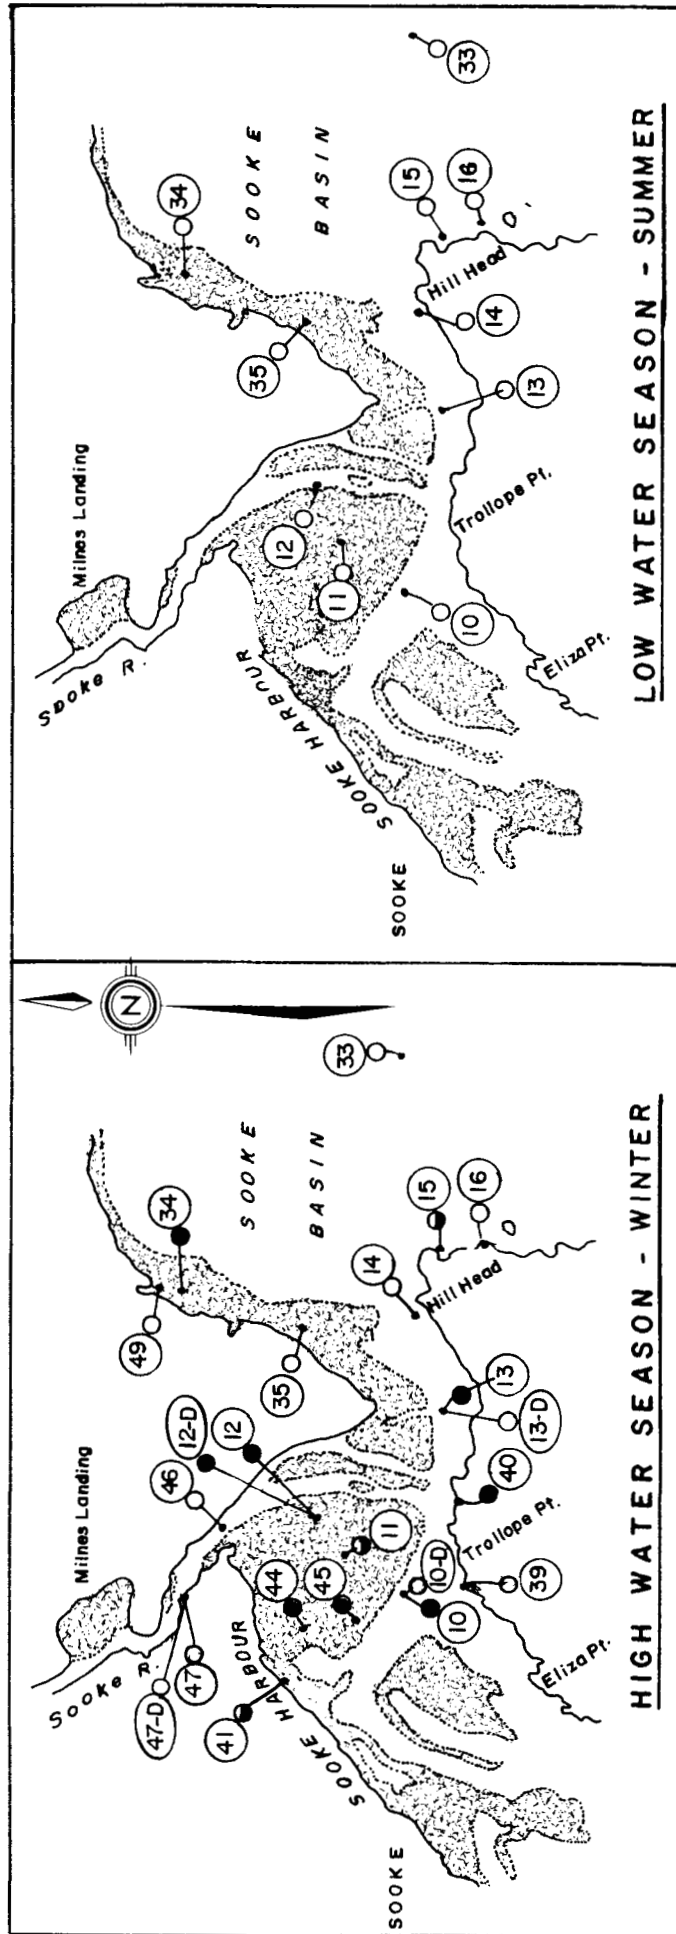 Sooke R.
Milnes Landing
47-D
47
46
12-D
12
49
34
SOOKE
BASIN
35
33
41
SOOKE HARBOUR
44
45
11
10-D
10
SOOKE
39
40
13-D
13
14
15
16
Hill Head
Trollope Pt.
Eliza Pt.
HIGH WATER SEASON - WINTER
N
Sooke R.
Milnes Landing
34
SOOKE
BASIN
35
33
12
11
SOOKE HARBOUR
SOOKE
10
13
14
15
16
Hill Head
Trollope Pt.
Eliza Pt.
LOW WATER SEASON - SUMMER